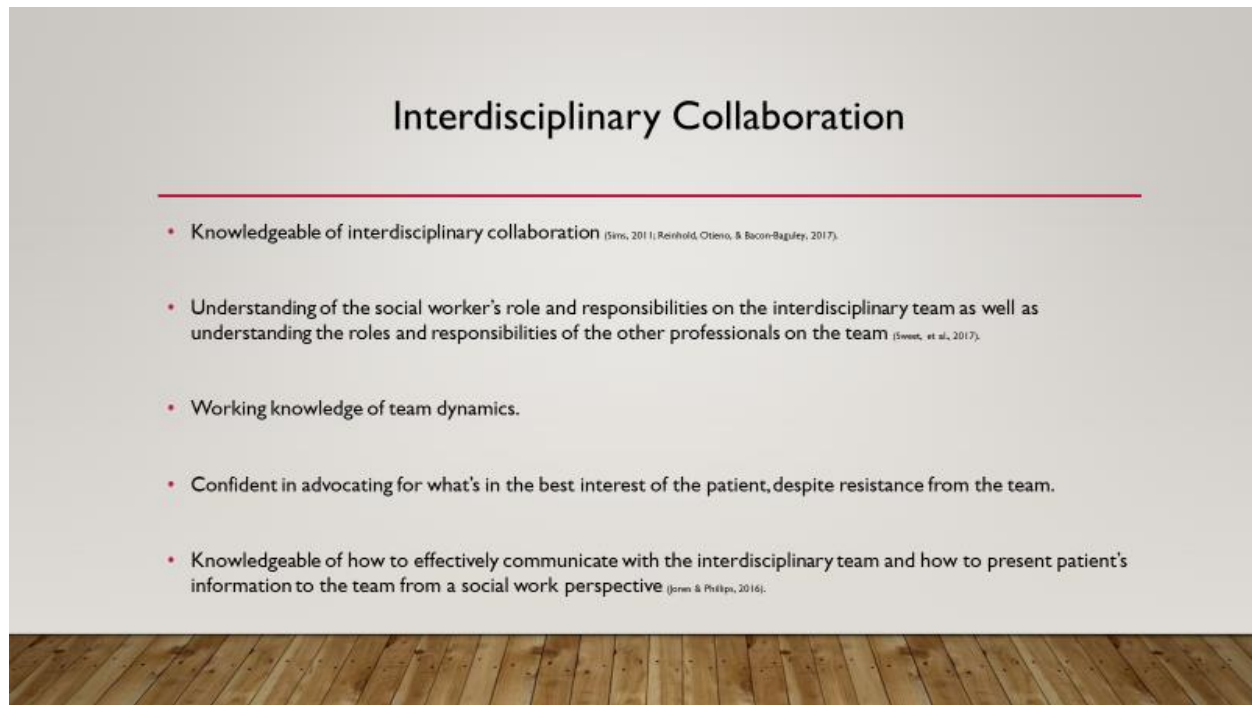 Interdisciplinary Collaboration
• Knowledgeable of interdisciplinary collaboration (Sims, 2011; Reinhold, Otieno, & Bacon-Baguley, 2017).
• Understanding of the social worker's role and responsibilities on the interdisciplinary team as well as
understanding the roles and responsibilities of the other professionals on the team (Sweet, et al., 2017).
• Working knowledge of team dynamics.
• Confident in advocating for what's in the best interest of the patient, despite resistance from the team.
• Knowledgeable of how to effectively communicate with the interdisciplinary team and how to present patient's
information to the team from a social work perspective (Jones & Phillips, 2016).